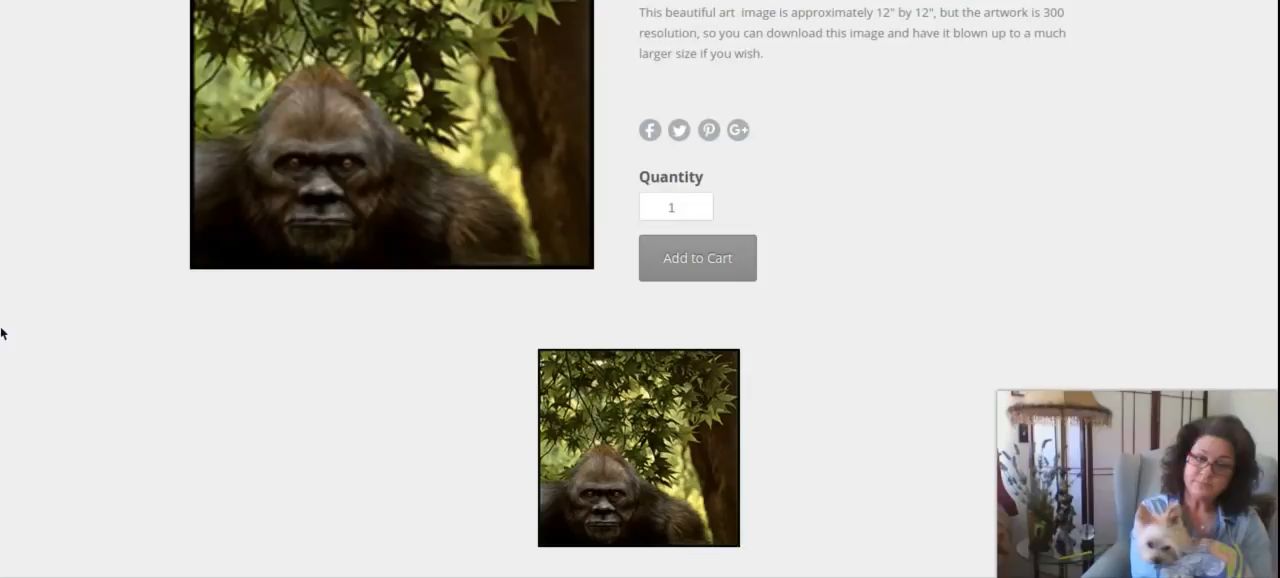 This beautiful art image is approximately 12" by 12", but the artwork is 300
resolution, so you can download this image and have it blown up to a much
larger size if you wish.
G+
Quantity
1
Add to Cart